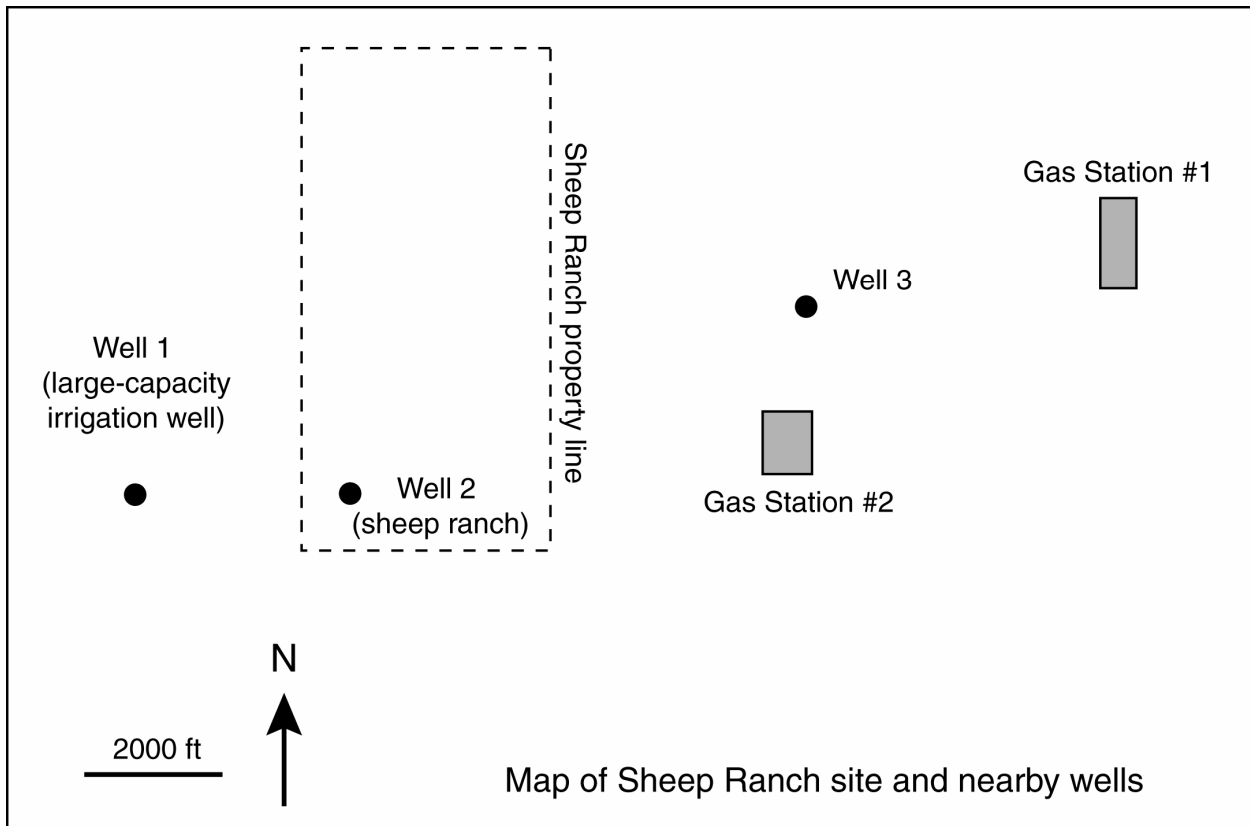 Gas Station #1
Sheep Ranch property line
Well 3
Well 1
(large-capacity
irrigation well)
Well 2
(sheep ranch)
Gas Station #2
N
2000 ft
Map of Sheep Ranch site and nearby wells